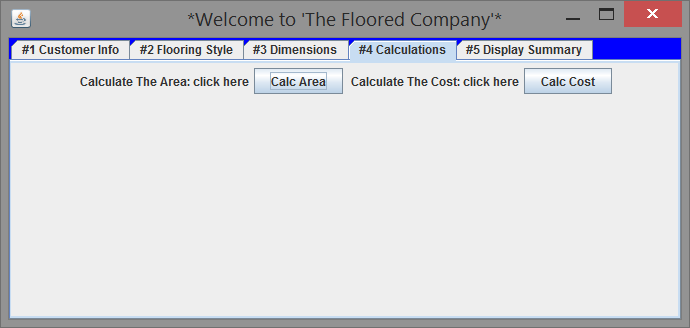 *Welcome to 'The Floored Company'*
#1 Customer Info #2 Flooring Style #3 Dimensions #4 Calculations #5 Display Summary
Calculate The Area: click here Calc Area Calculate The Cost: click here Calc Cost